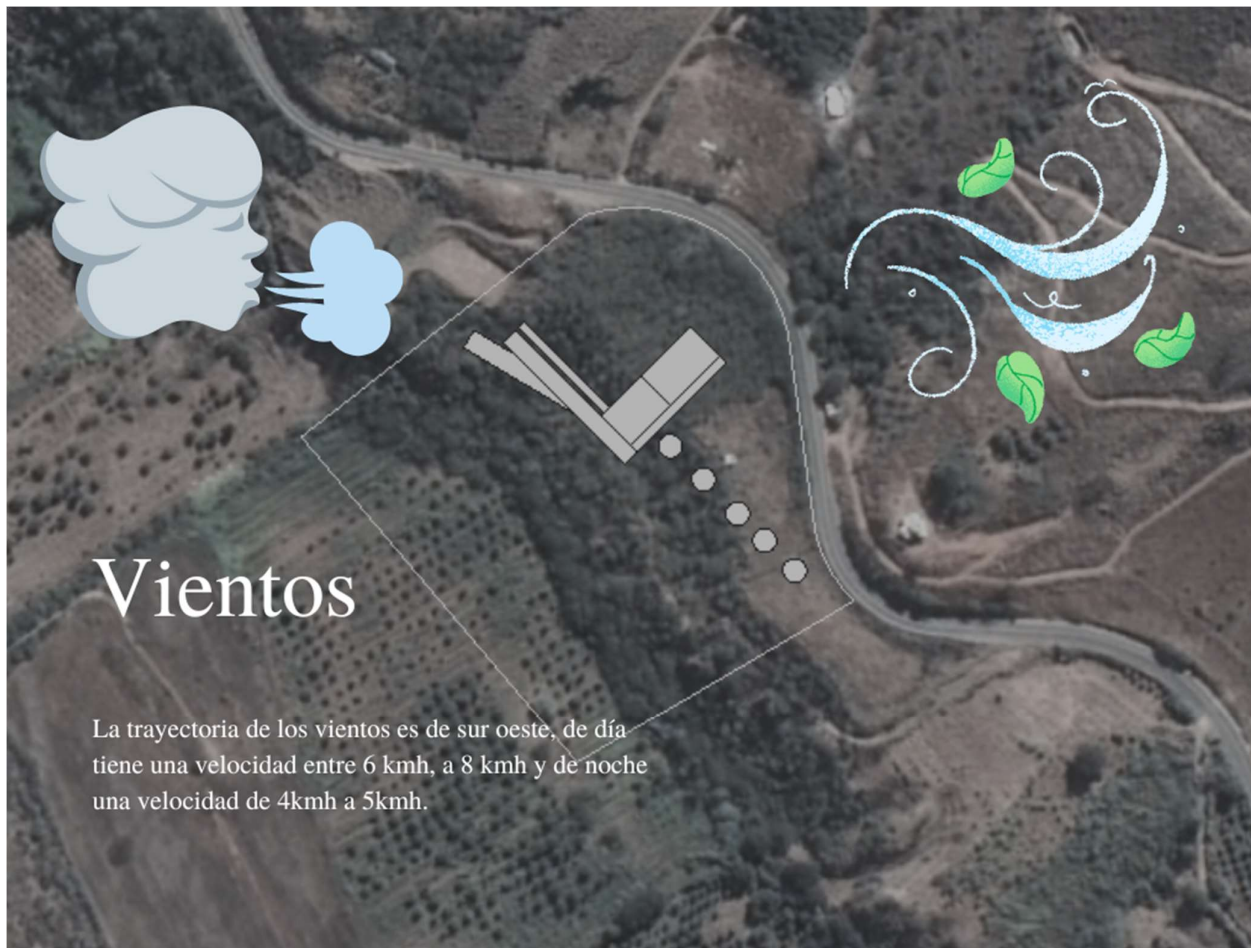 Vientos
La trayectoria de los vientos es de sur oeste, de día
tiene una velocidad entre 6 kmh, a 8 kmh y de noche
una velocidad de 4kmh a 5kmh.